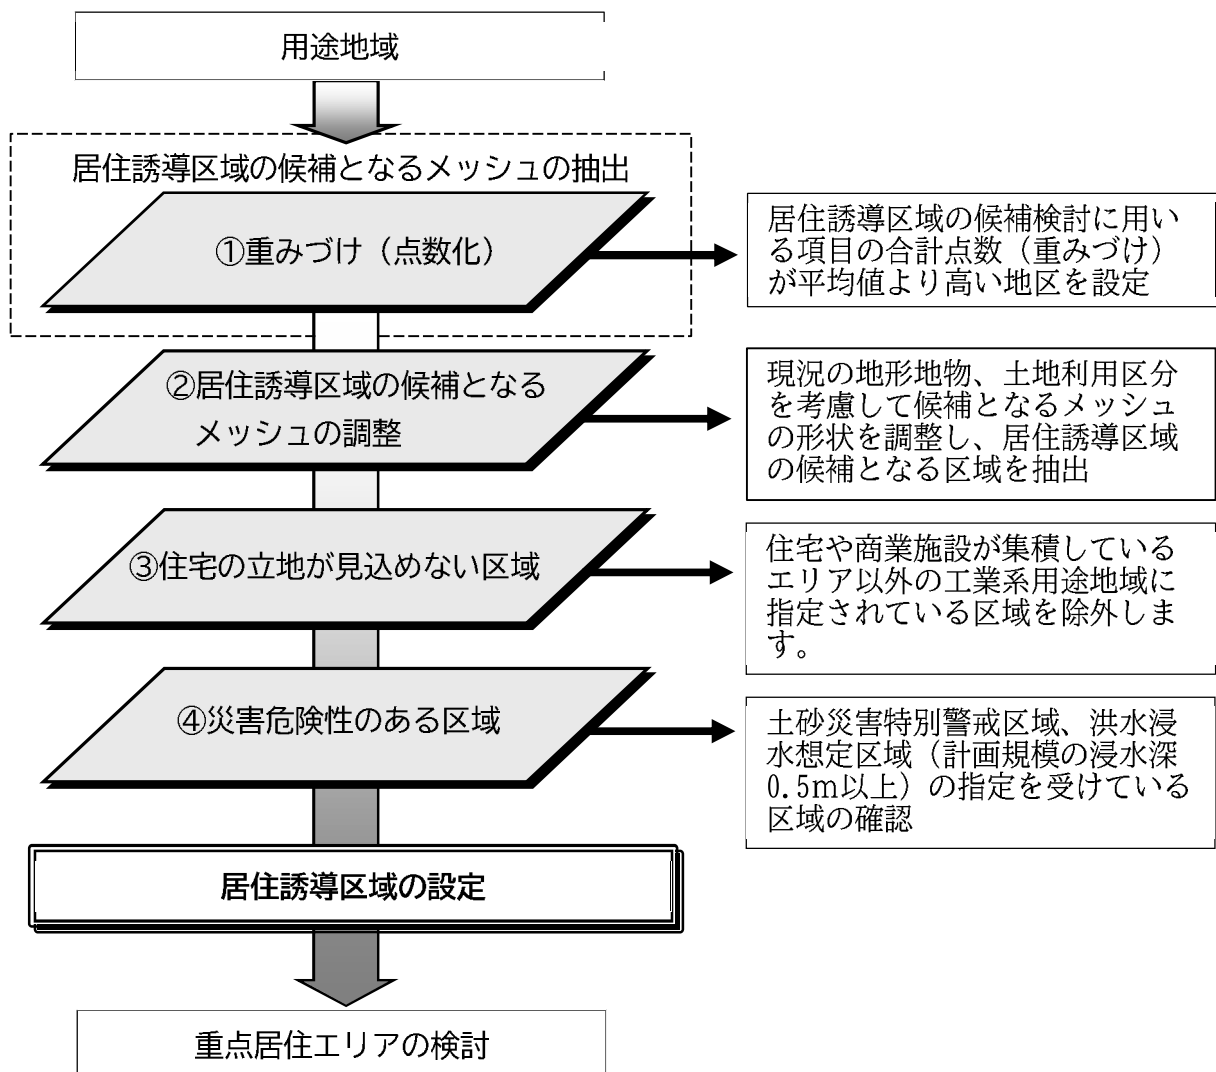 用途地域
居住誘導区域の候補となるメッシュの抽出
①重みづけ（点数化）
居住誘導区域の候補検討に用い
る項目の合計点数（重みづけ）
が平均値より高い地区を設定
②居住誘導区域の候補となる
メッシュの調整
現況の地形地物、土地利用区分
を考慮して候補となるメッシュ
の形状を調整し、居住誘導区域
の候補となる区域を抽出
③住宅の立地が見込めない区域
住宅や商業施設が集積している
エリア以外の工業系用途地域に
指定されている区域を除外しま
す。
④災害危険性のある区域
土砂災害特別警戒区域、洪水浸
水想定区域（計画規模の浸水深
0.5m以上）の指定を受けている
区域の確認
居住誘導区域の設定
重点居住エリアの検討